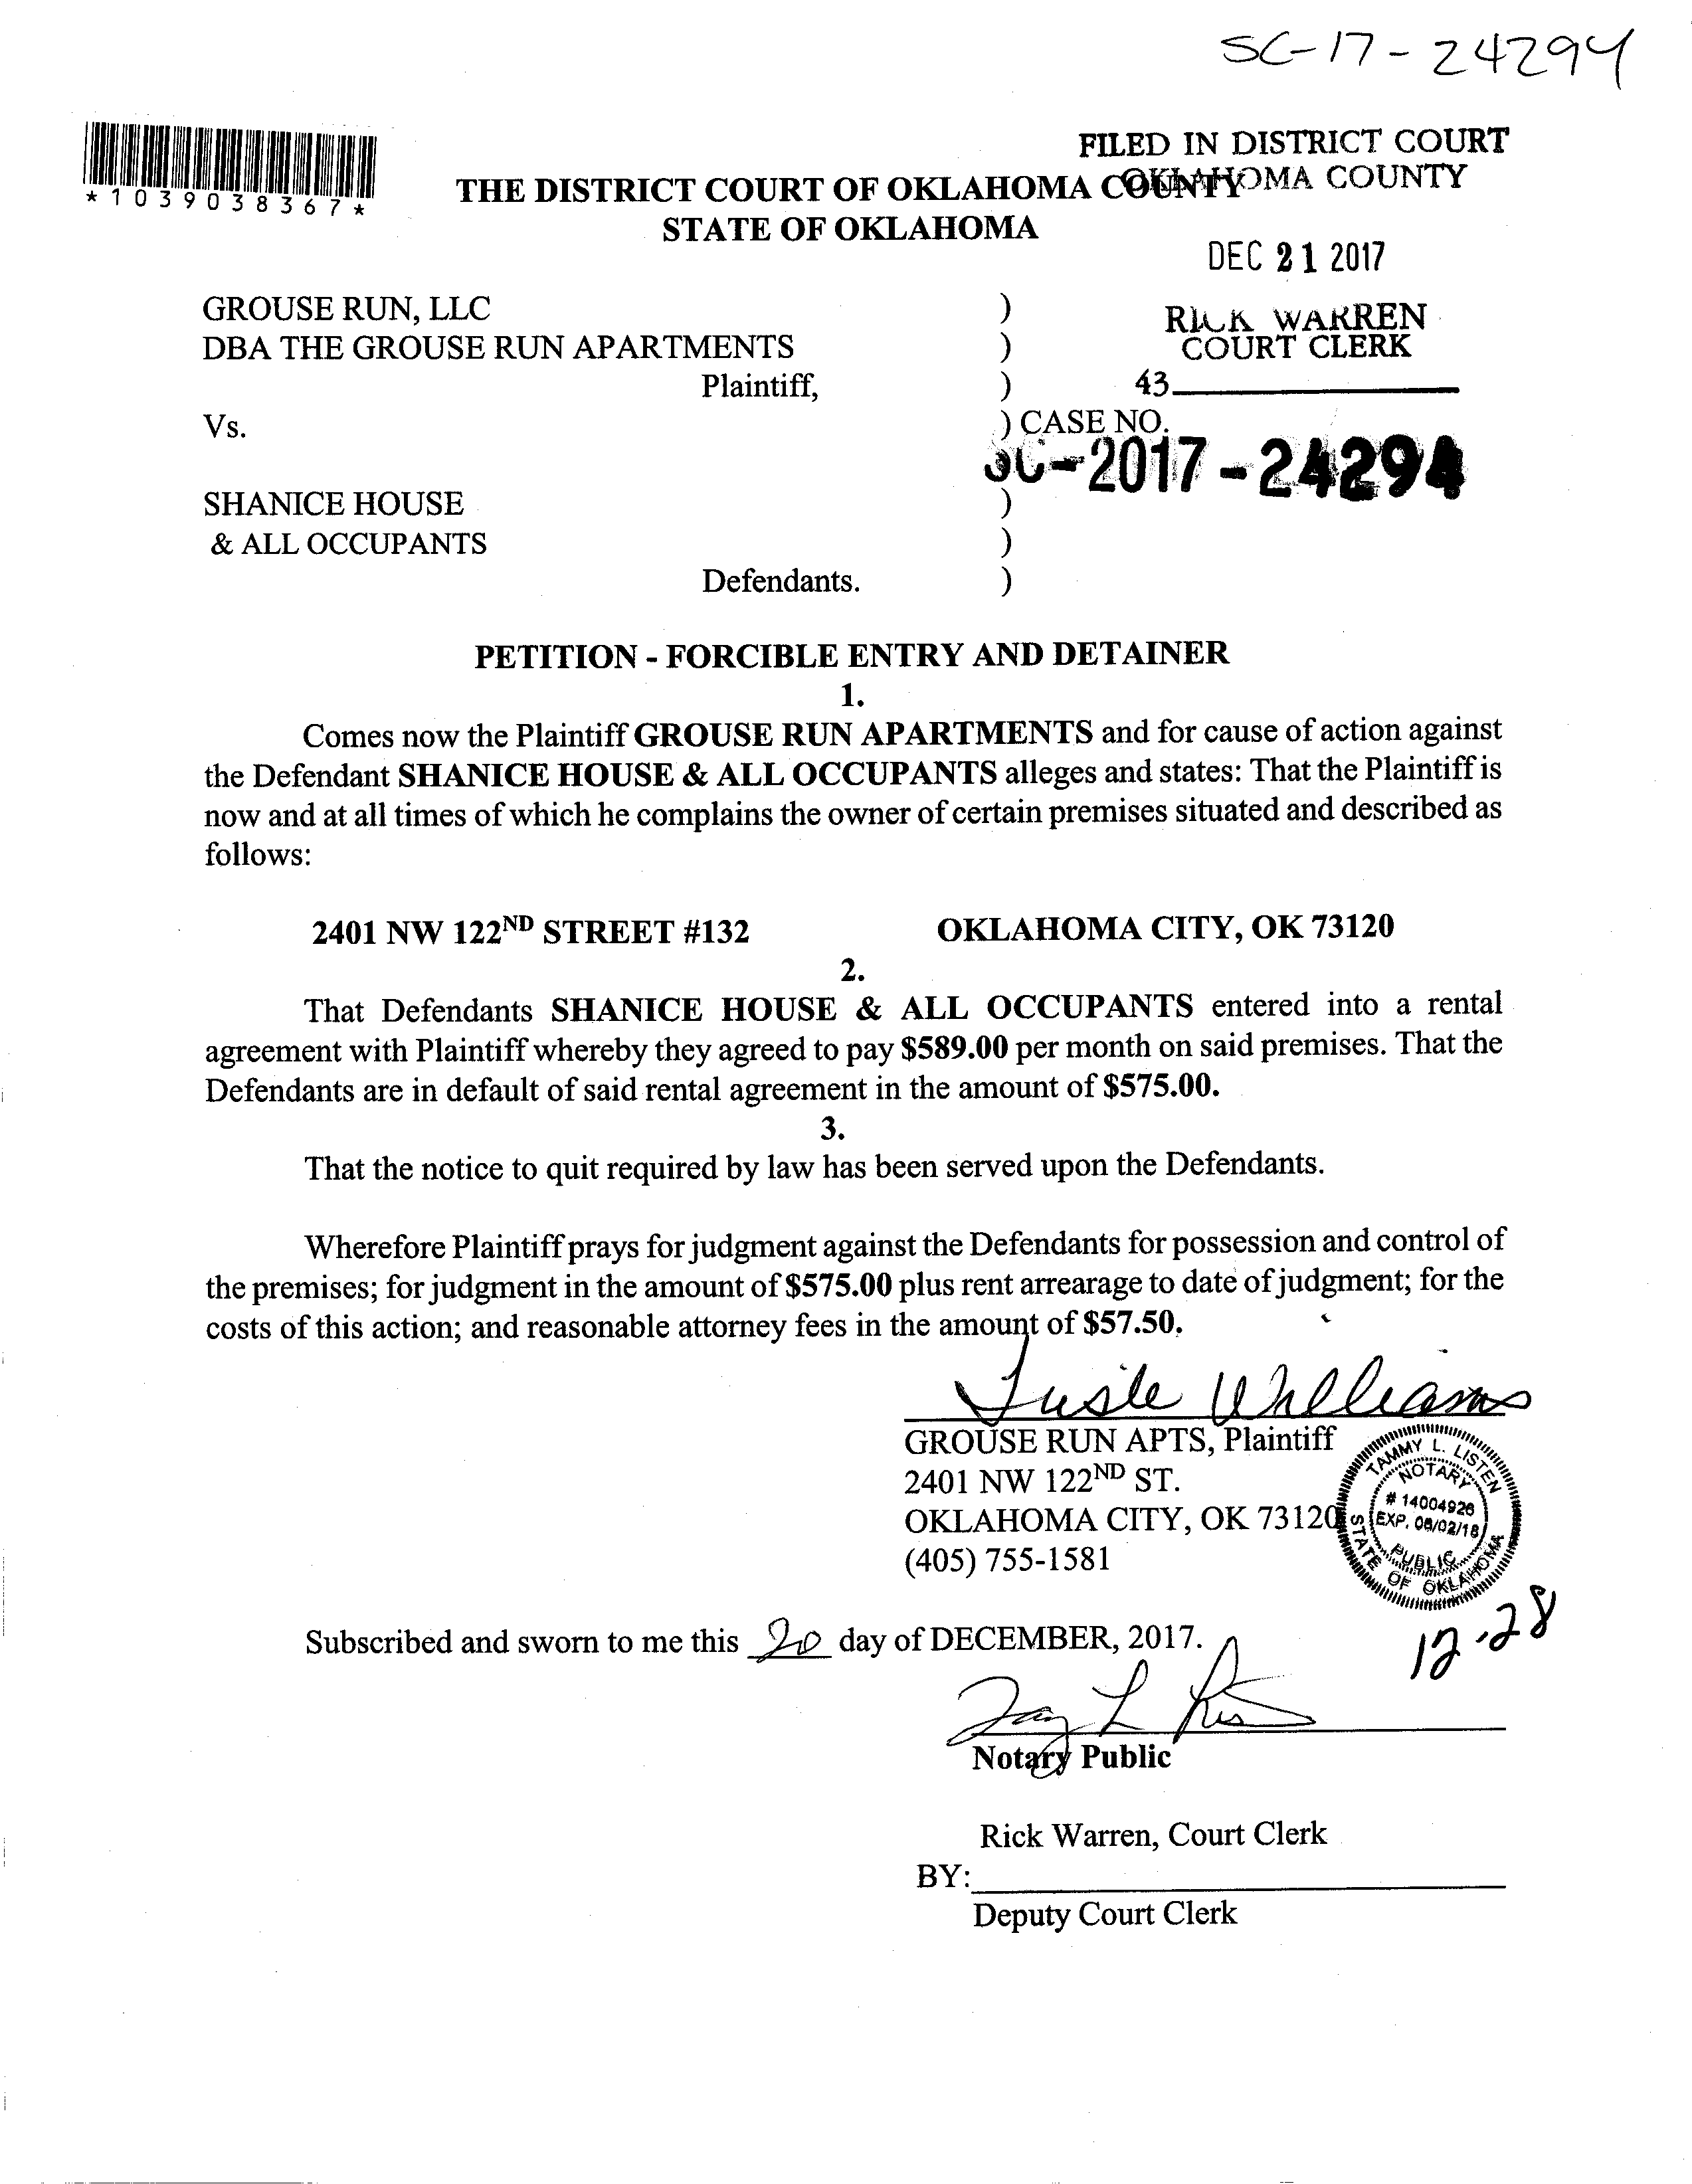 SC-17-24294
*1039038367*
FILED IN DISTRICT COURT
OKLAHOMA COUNTY
THE DISTRICT COURT OF OKLAHOMA COUNTY
STATE OF OKLAHOMA
DEC 21 2017
GROUSE RUN, LLC )
RICK WARREN
DBA THE GROUSE RUN APARTMENTS )
COURT CLERK
Plaintiff, )
43
Vs. ) CASE NO.
SC-2017-24294
SHANICE HOUSE )
& ALL OCCUPANTS )
Defendants. )
PETITION - FORCIBLE ENTRY AND DETAINER
1.
Comes now the Plaintiff GROUSE RUN APARTMENTS and for cause of action against
the Defendant SHANICE HOUSE & ALL OCCUPANTS alleges and states: That the Plaintiff is
now and at all times of which he complains the owner of certain premises situated and described as
follows:
2401 NW 122ND STREET #132 OKLAHOMA CITY, OK 73120
2.
That Defendants SHANICE HOUSE & ALL OCCUPANTS entered into a rental
agreement with Plaintiff whereby they agreed to pay $589.00 per month on said premises. That the
Defendants are in default of said rental agreement in the amount of $575.00.
3.
That the notice to quit required by law has been served upon the Defendants.
Wherefore Plaintiff prays for judgment against the Defendants for possession and control of
the premises; for judgment in the amount of $575.00 plus rent arrearage to date of judgment; for the
costs of this action; and reasonable attorney fees in the amount of $57.50.
Williams
GROUSE RUN APTS, Plaintiff
2401 NW 122ND ST.
OKLAHOMA CITY, OK 73120
(405) 755-1581
TAMMY L. LISTEN
NOTARY
# 14004926
EXP. 06/02/18
PUBLIC
STATE OF OKLAHOMA
12-28
Subscribed and sworn to me this 20 day of DECEMBER, 2017.
Notary Public
Rick Warren, Court Clerk
BY:
Deputy Court Clerk